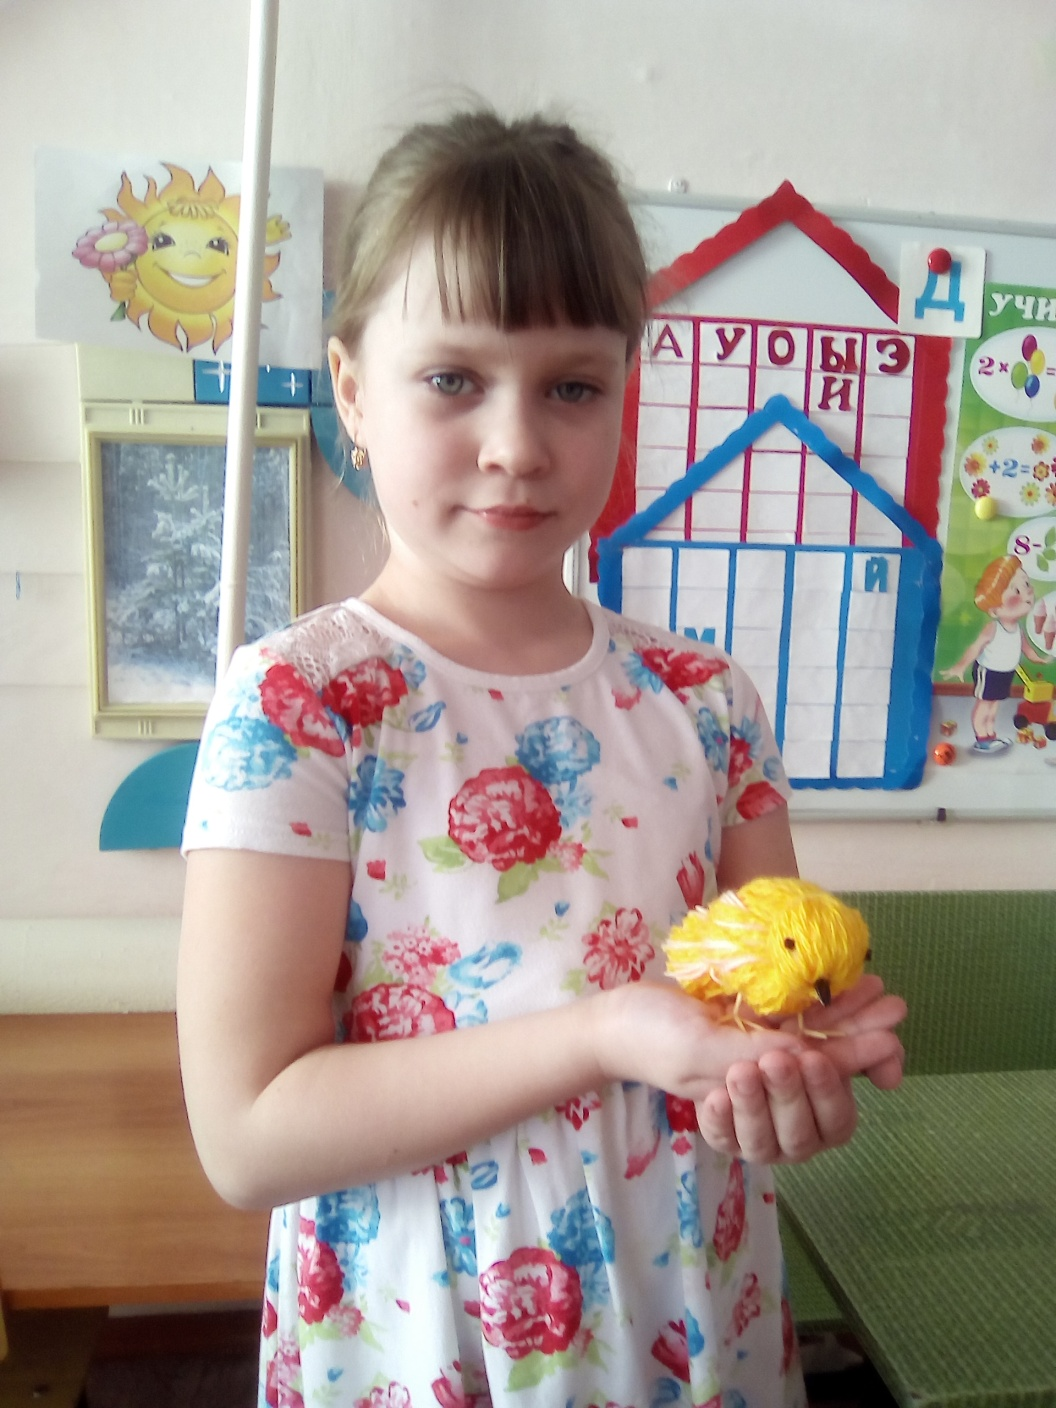 А У О Ы Э
И
Д
УЧИ
2×
=
+2=
8-
Й
М